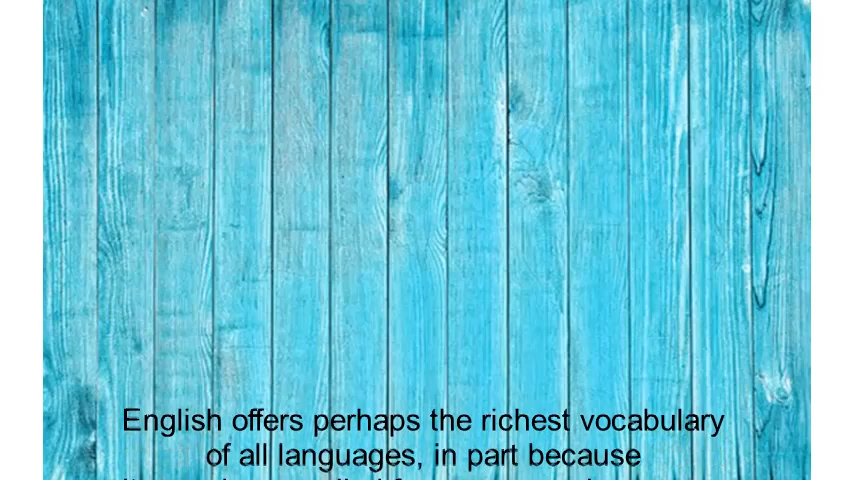 English offers perhaps the richest vocabulary
of all languages, in part because